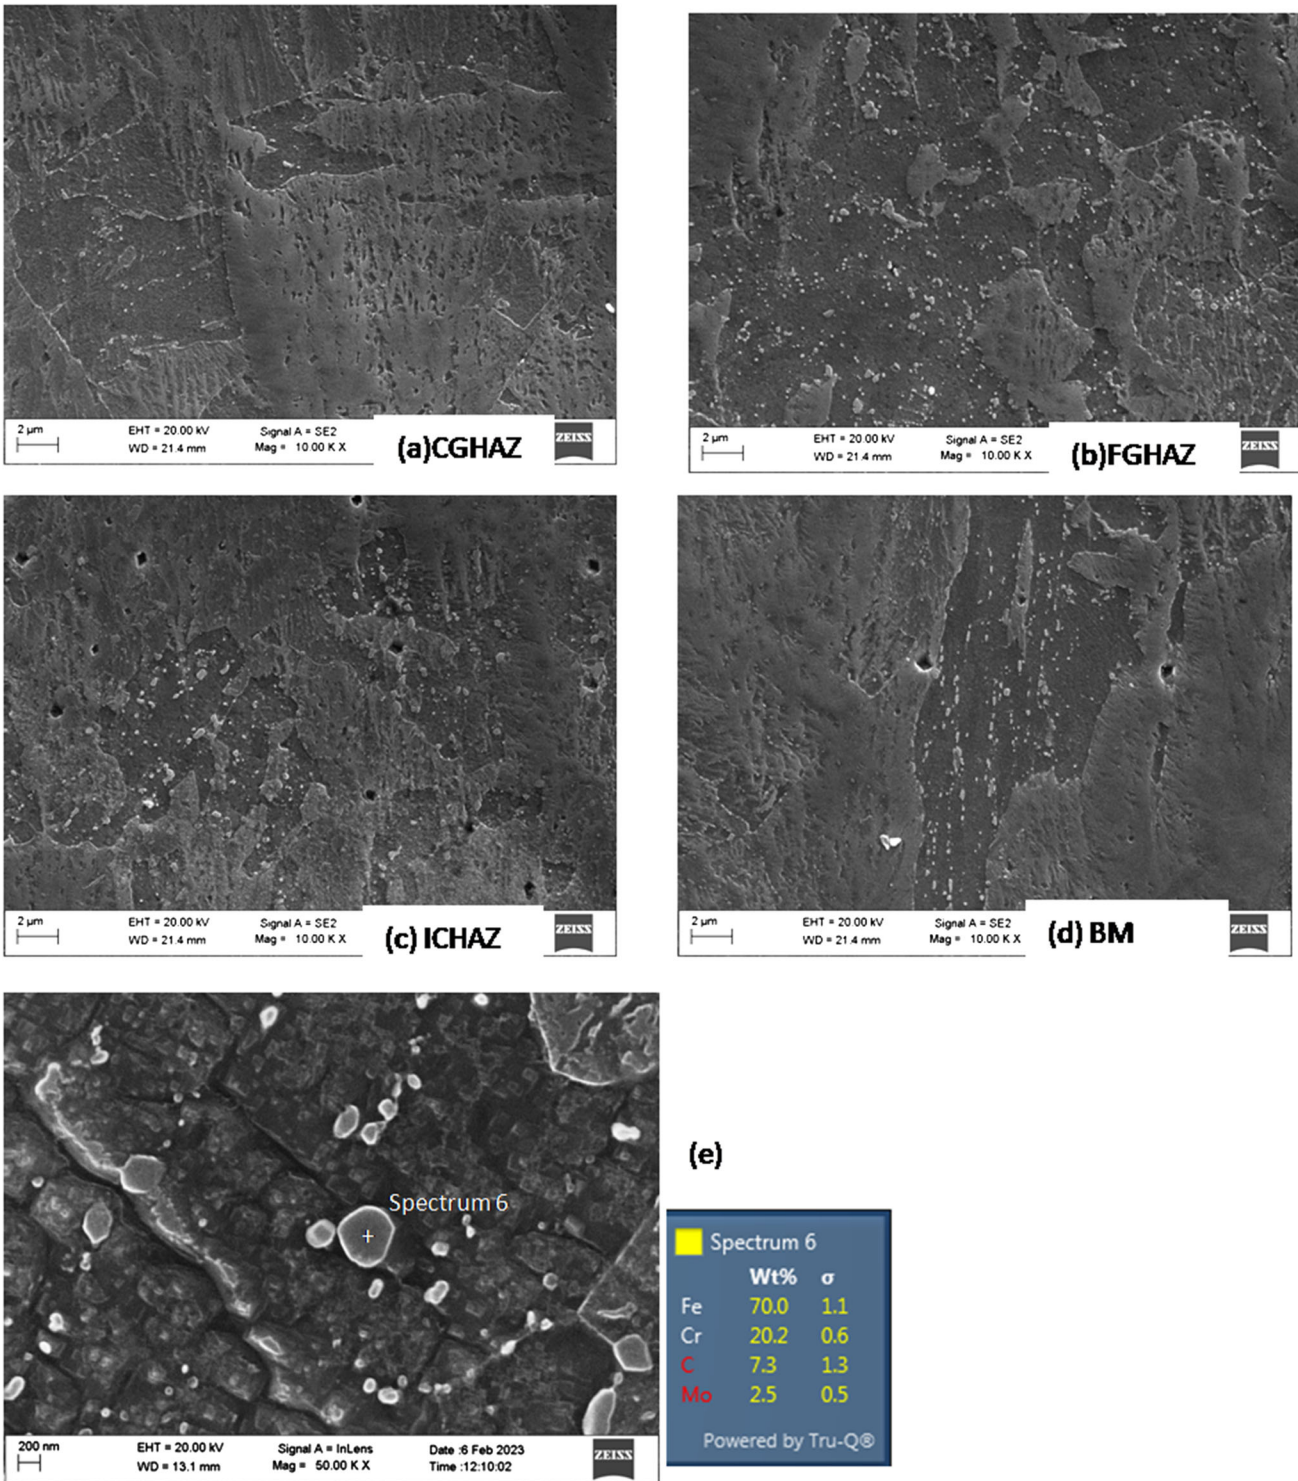 2 µm
EHT = 20.00 kV Signal A = SE2
WD = 21.4 mm Mag = 10.00 K X
(a)CGHAZ
ZEISS
2 µm
EHT = 20.00 kV Signal A = SE2
WD = 21.4 mm Mag = 10.00 K X
(b)FGHAZ
ZEISS
2 µm
EHT = 20.00 kV Signal A = SE2
WD = 21.4 mm Mag = 10.00 K X
(c) ICHAZ
ZEISS
2 µm
EHT = 20.00 kV Signal A = SE2
WD = 21.4 mm Mag = 10.00 K X
(d) BM
ZEISS
Spectrum 6
200 nm
EHT = 20.00 kV Signal A = InLens Date :6 Feb 2023
WD = 13.1 mm Mag = 50.00 K X Time :12:10:02
ZEISS
(e)
Spectrum 6
Wt% σ
Fe 70.0 1.1
Cr 20.2 0.6
C 7.3 1.3
Mo 2.5 0.5
Powered by Tru-Q®